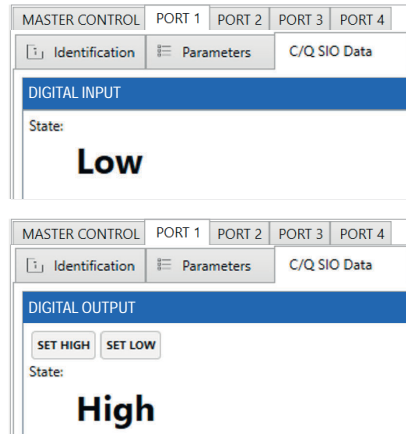 MASTER CONTROL PORT 1 PORT 2 PORT 3 PORT 4
Identification Parameters C/Q SIO Data
DIGITAL INPUT
State:
Low
MASTER CONTROL PORT 1 PORT 2 PORT 3 PORT 4
Identification Parameters C/Q SIO Data
DIGITAL OUTPUT
SET HIGH SET LOW
State:
High